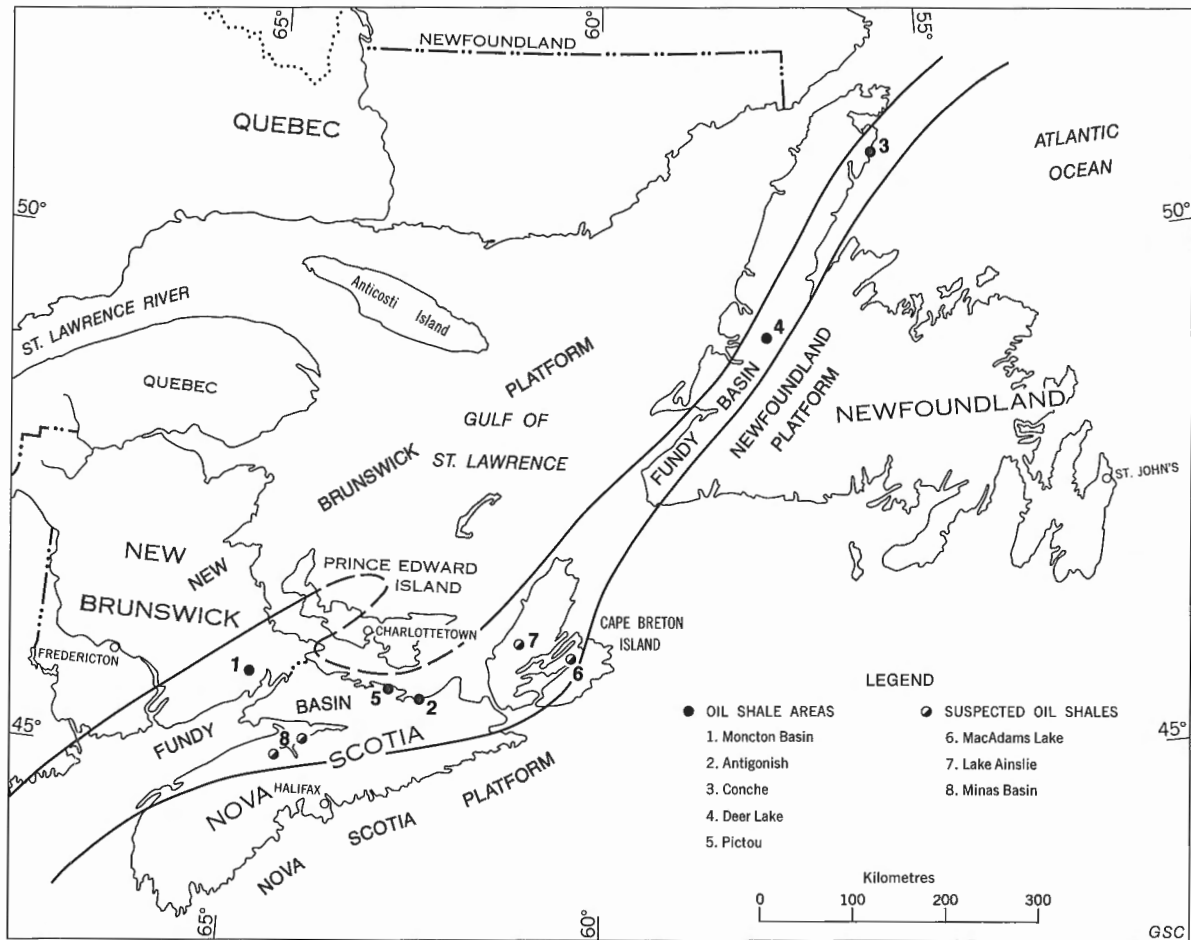 65°
60°
55°
NEWFOUNDLAND
QUEBEC
ATLANTIC
OCEAN
3
50°
50°
ST. LAWRENCE RIVER
Anticosti
Island
4
PLATFORM
QUEBEC
BASIN
NEWFOUNDLAND
PLATFORM
NEWFOUNDLAND
GULF OF
ST. LAWRENCE
FUNDY
BRUNSWICK
ST. JOHN'S
NEW
NEW
PRINCE EDWARD
ISLAND
BRUNSWICK
CHARLOTTETOWN
CAPE BRETON
ISLAND
FREDERICTON
7
1
6
5
2
BASIN
45°
45°
FUNDY
8
SCOTIA
NOVA
HALIFAX
PLATFORM
SCOTIA
NOVA
LEGEND
OIL SHALE AREAS
1. Moncton Basin
2. Antigonish
3. Conche
4. Deer Lake
5. Pictou
SUSPECTED OIL SHALES
6. MacAdams Lake
7. Lake Ainslie
8. Minas Basin
Kilometres
0 100 200 300
65°
60°
GSC